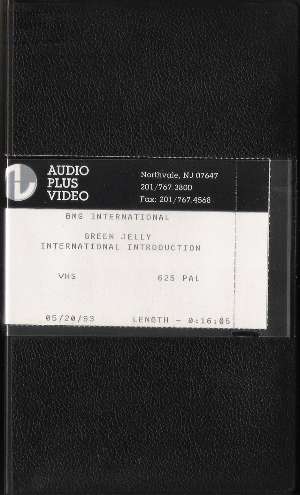 AUDIO
PLUS
VIDEO
Northvale, NJ 07647
201/767.3800
Fax: 201/767.4568
BMG INTERNATIONAL
GREEN JELLY
INTERNATIONAL INTRODUCTION
VHS 625 PAL
05/20/93 LENGTH - 0:16:05